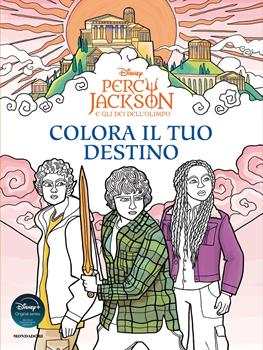 Disney
PERCY
JACKSON
E GLI DEI DELL'OLIMPO
COLORA IL TUO
DESTINO
Disney+
Original series
MONDADORI